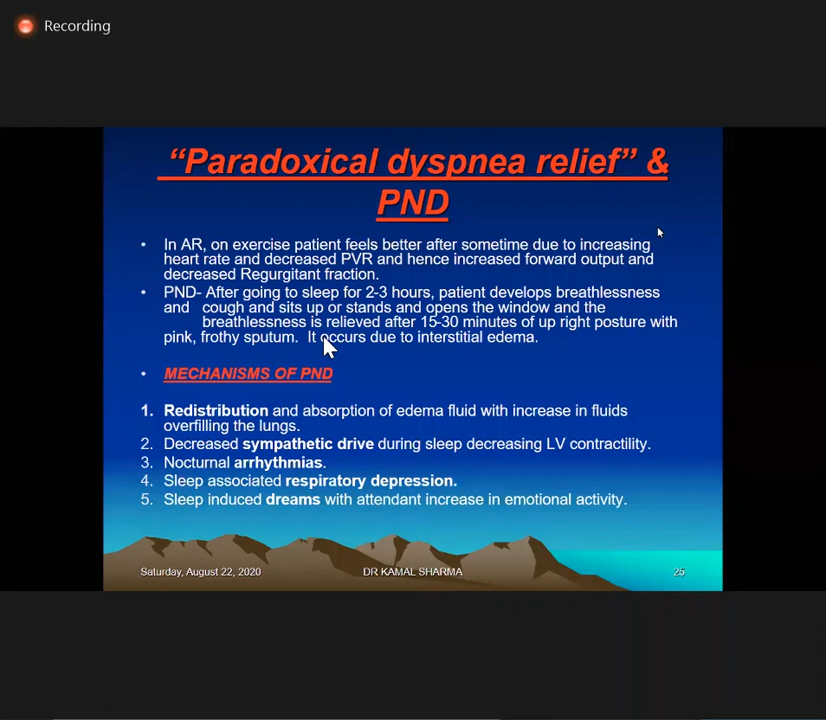 Recording
“Paradoxical dyspnea relief” &
PND
• In AR, on exercise patient feels better after sometime due to increasing
heart rate and decreased PVR and hence increased forward output and
decreased Regurgitant fraction.
• PND- After going to sleep for 2-3 hours, patient develops breathlessness
and cough and sits up or stands and opens the window and the
breathlessness is relieved after 15-30 minutes of up right posture with
pink, frothy sputum. It occurs due to interstitial edema.
• MECHANISMS OF PND
1. Redistribution and absorption of edema fluid with increase in fluids
overfilling the lungs.
2. Decreased sympathetic drive during sleep decreasing LV contractility.
3. Nocturnal arrhythmias.
4. Sleep associated respiratory depression.
5. Sleep induced dreams with attendant increase in emotional activity.
Saturday, August 22, 2020 DR KAMAL SHARMA 25